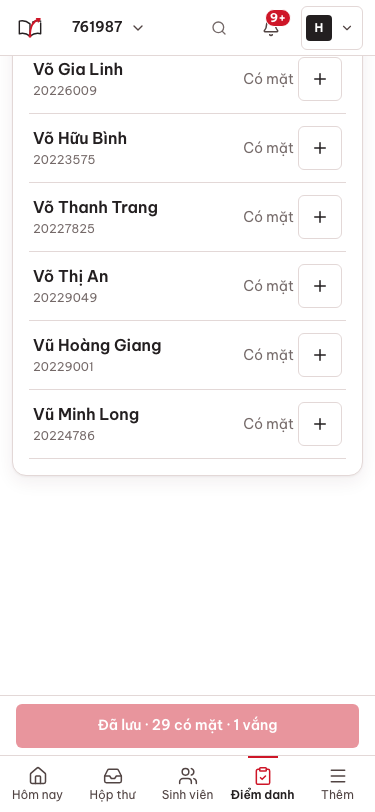 761987
9+
H
Võ Gia Linh
Có mặt
20226009
Võ Hữu Bình
Có mặt
20223575
Võ Thanh Trang
Có mặt
20227825
Võ Thị An
Có mặt
20229049
Vũ Hoàng Giang
Có mặt
20229001
Vũ Minh Long
Có mặt
20224786
Đã lưu · 29 có mặt · 1 vắng
Hôm nay
Hộp thư
Sinh viên
Điểm danh
Thêm